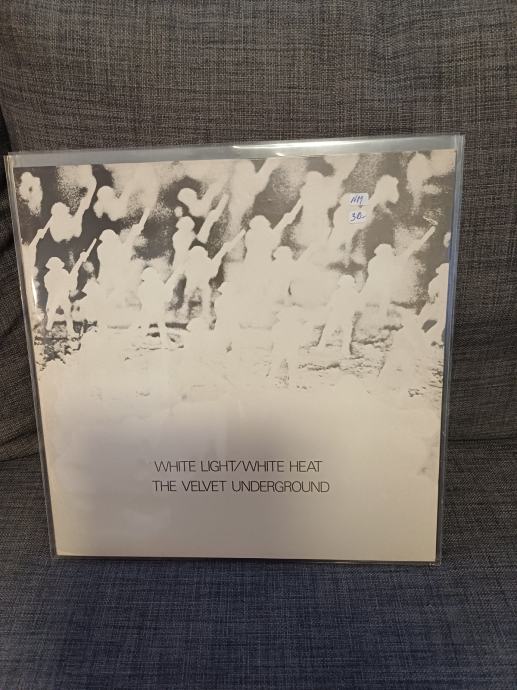 NM
30,-
WHITE LIGHT/WHITE HEAT
THE VELVET UNDERGROUND